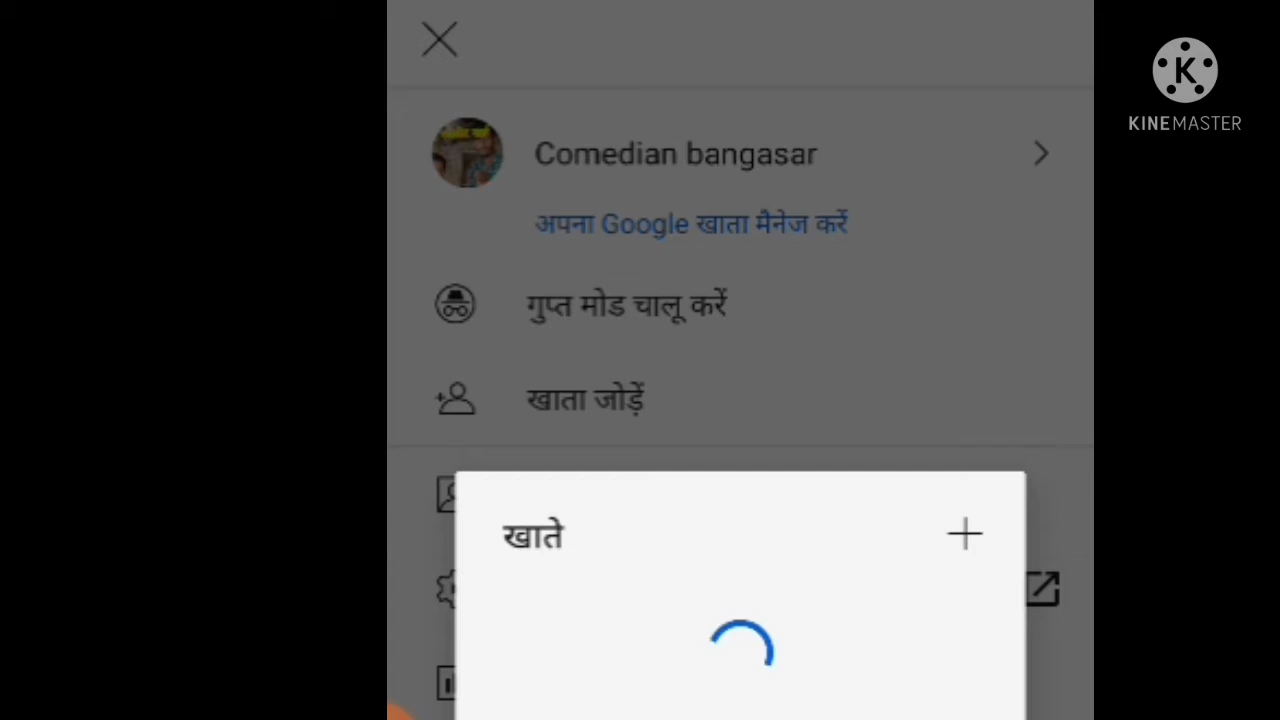 Comedian bangasar
अपना Google खाता मैनेज करें
गुप्त मोड चालू करें
खाता जोड़ें
खाते
K
KINEMASTER